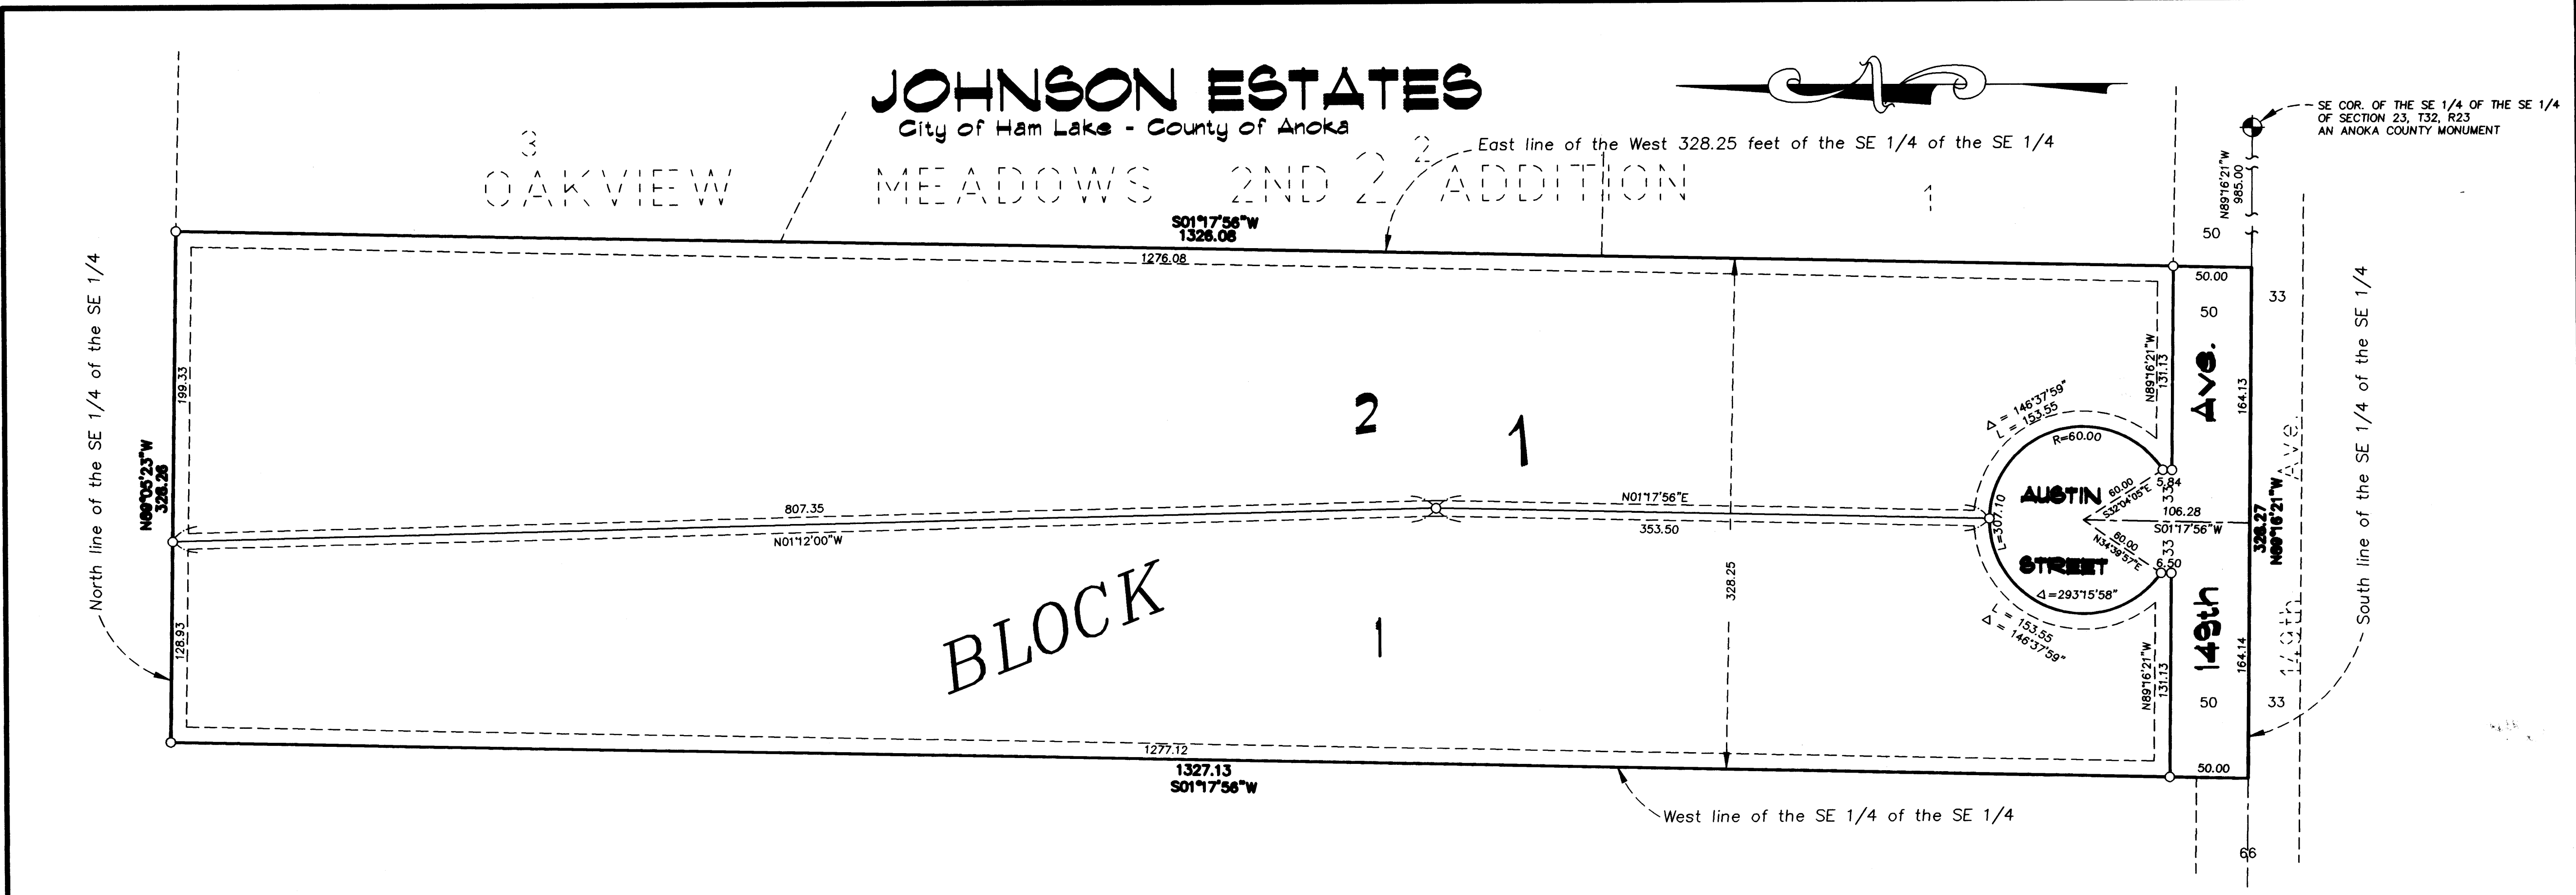 JOHNSON ESTATES
City of Ham Lake - County of Anoka
SE COR. OF THE SE 1/4 OF THE SE 1/4
OF SECTION 23, T32, R23
AN ANOKA COUNTY MONUMENT
3
2
2
1
OAKVIEW MEADOWS 2ND ADDITION
East line of the West 328.25 feet of the SE 1/4 of the SE 1/4
N89°16'21"W
985.00
50
S01°17'56"W
1326.08
1276.08
50.00
50
33
North line of the SE 1/4 of the SE 1/4
South line of the SE 1/4 of the SE 1/4
199.33
N89°05'23"W
328.26
128.93
2
1
328.25
N89°16'21"W
131.13
149th Ave.
164.13
149th Ave.
Δ = 146°37'59"
L = 153.55
R=60.00
AUSTIN
STREET
L=307.10
60.00
S32°04'05"E
5.84
33
106.28
S01°17'56"W
60.00
N34°39'57"E
33
6.50
Δ=293°15'58"
328.27
N89°16'21"W
807.35
N01°12'00"W
N01°17'56"E
353.50
L = 153.55
Δ = 146°37'59"
BLOCK
1
N89°16'21"W
131.13
164.14
50
33
1277.12
50.00
1327.13
S01°17'56"W
West line of the SE 1/4 of the SE 1/4
66